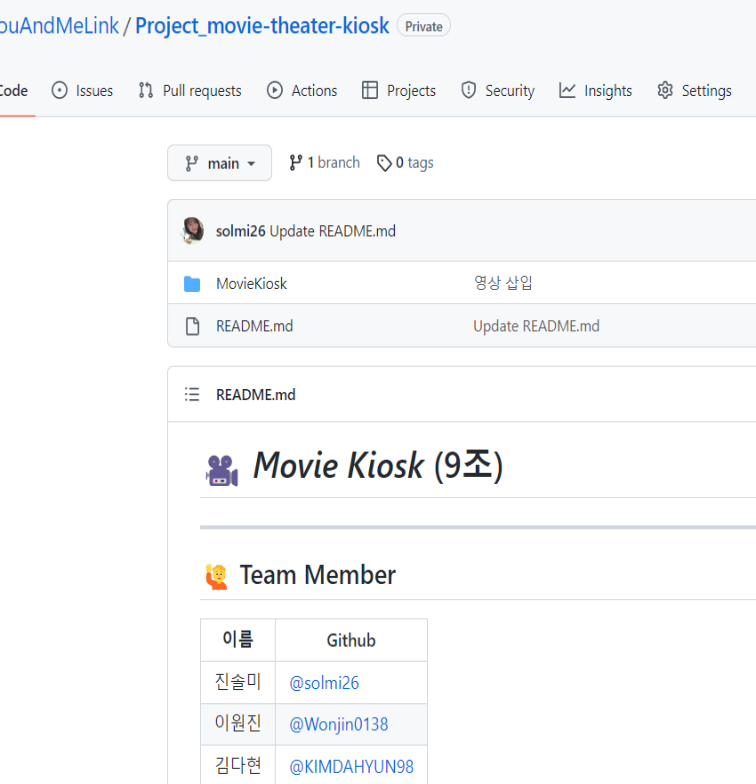 ouAndMeLink / Project_movie-theater-kiosk Private
Code Issues Pull requests Actions Projects Security Insights Settings
main 1 branch 0 tags
solmi26 Update README.md
MovieKiosk 영상 삽입
README.md Update README.md
README.md
Movie Kiosk (9조)
Team Member
이름 Github
진솔미 @solmi26
이원진 @Wonjin0138
김다현 @KIMDAHYUN98